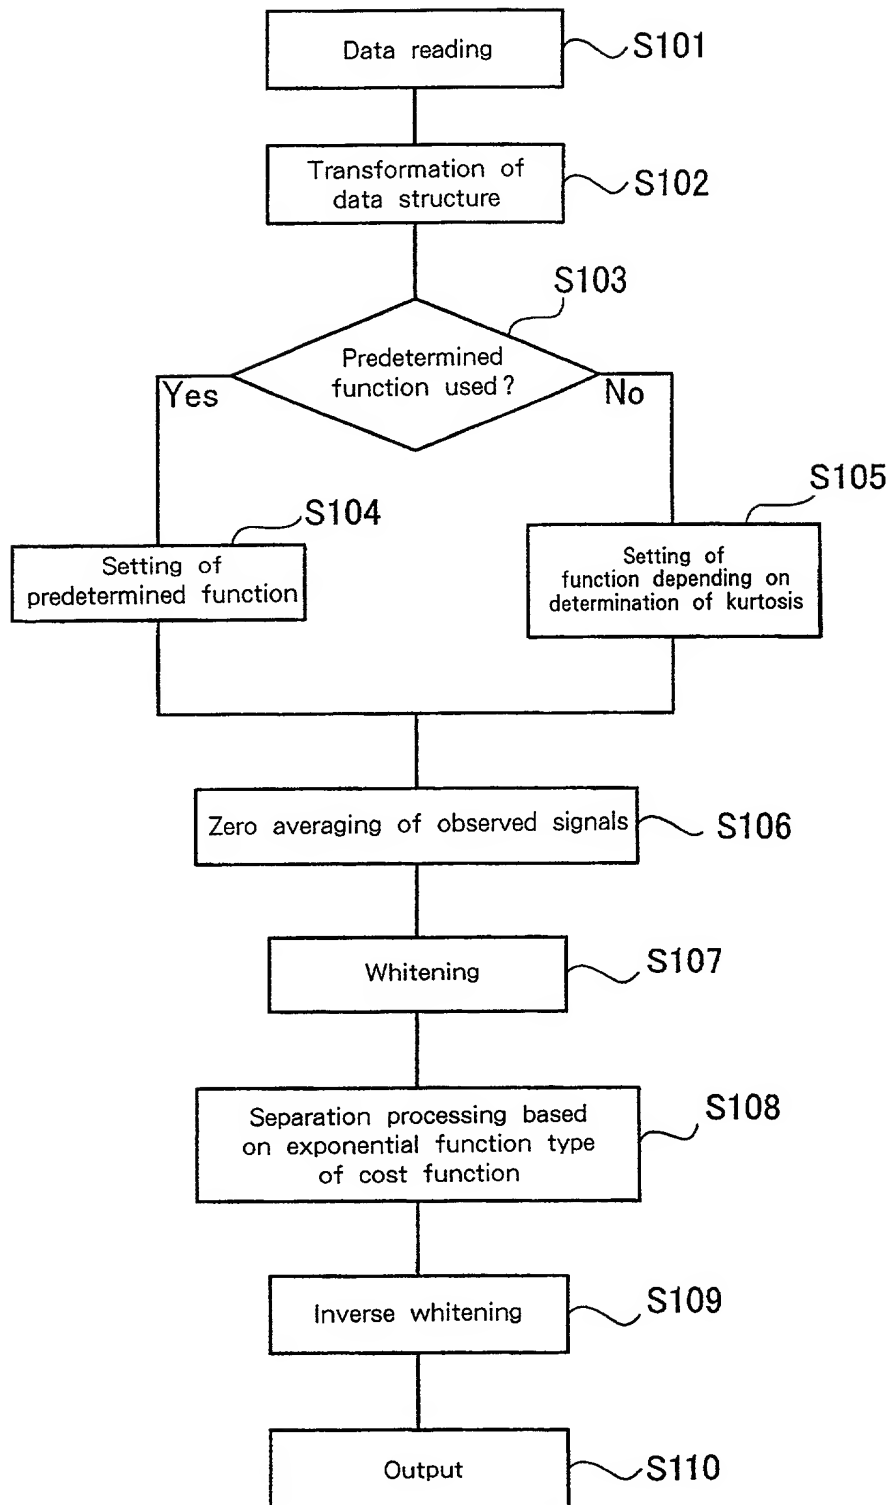 Data reading
S101
Transformation of
data structure
S102
S103
Predetermined
function used?
Yes
No
S104
S105
Setting of
predetermined function
Setting of
function depending on
determination of kurtosis
Zero averaging of observed signals
S106
Whitening
S107
Separation processing based
on exponential function type
of cost function
S108
Inverse whitening
S109
Output
S110